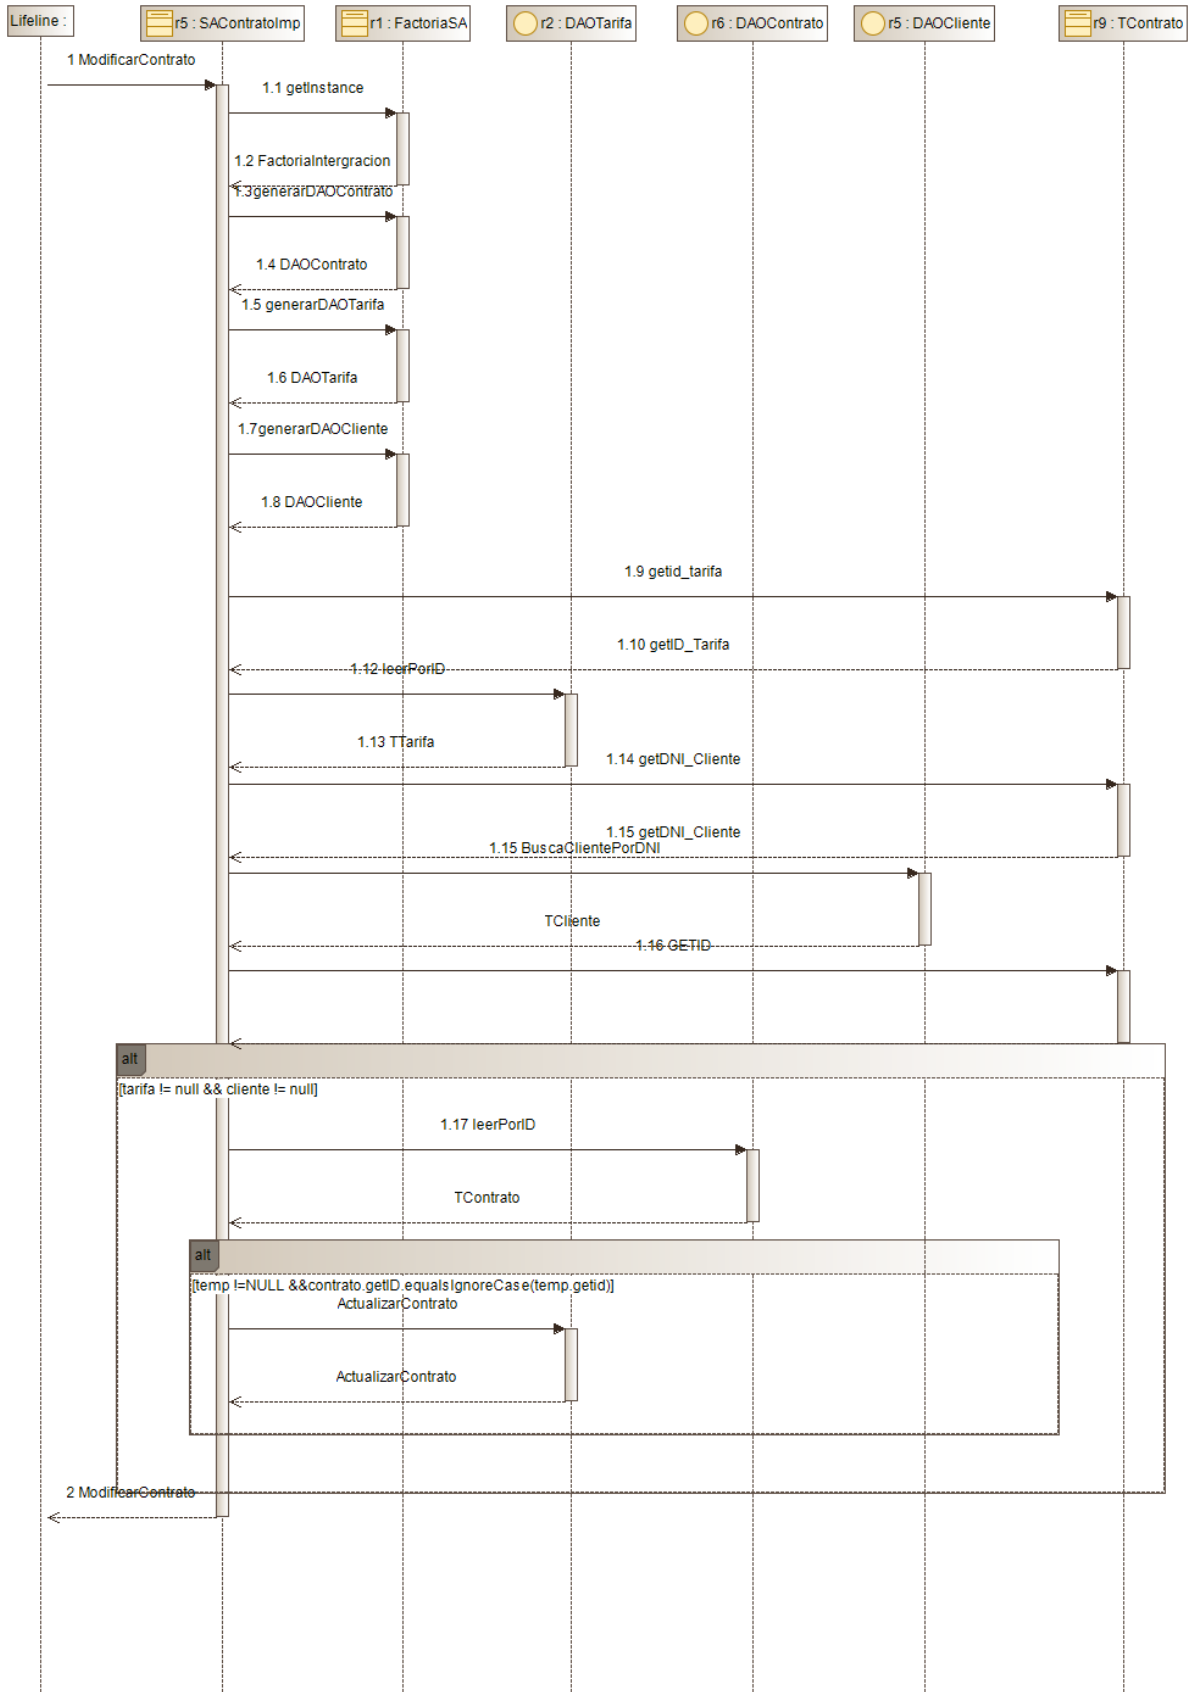 Lifeline :
r5 : SAContratoImp
r1 : FactoriaSA
r2 : DAOTarifa
r6 : DAOContrato
r5 : DAOCliente
r9 : TContrato
1 ModificarContrato
1.1 getInstance
1.2 FactoriaIntergracion
1.3generarDAOContrato
1.4 DAOContrato
1.5 generarDAOTarifa
1.6 DAOTarifa
1.7generarDAOCliente
1.8 DAOCliente
1.9 getid_tarifa
1.10 getID_Tarifa
1.12 leerPorID
1.13 TTarifa
1.14 getDNI_Cliente
1.15 getDNI_Cliente
1.15 BuscaClientePorDNI
TCliente
1.16 GETID
alt
[tarifa != null && cliente != null]
1.17 leerPorID
TContrato
alt
[temp !=NULL &&contrato.getID.equalsIgnoreCase(temp.getid)]
ActualizarContrato
ActualizarContrato
2 ModificarContrato